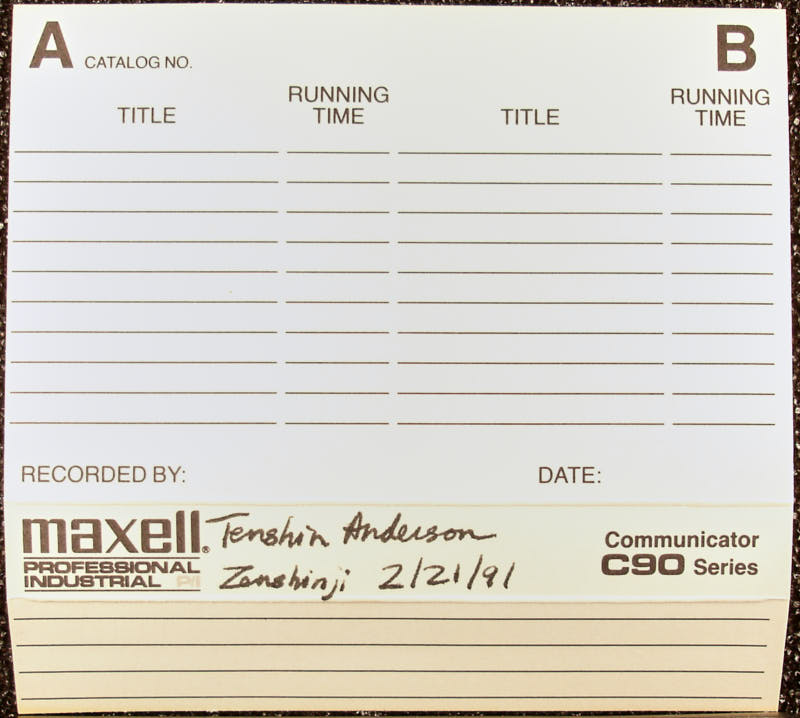 A CATALOG NO. B
TITLE RUNNING TIME TITLE RUNNING TIME
RECORDED BY: DATE:
maxell® Tenshin Anderson Communicator
PROFESSIONAL INDUSTRIAL P/I Zenshinji 2/21/91 C90 Series